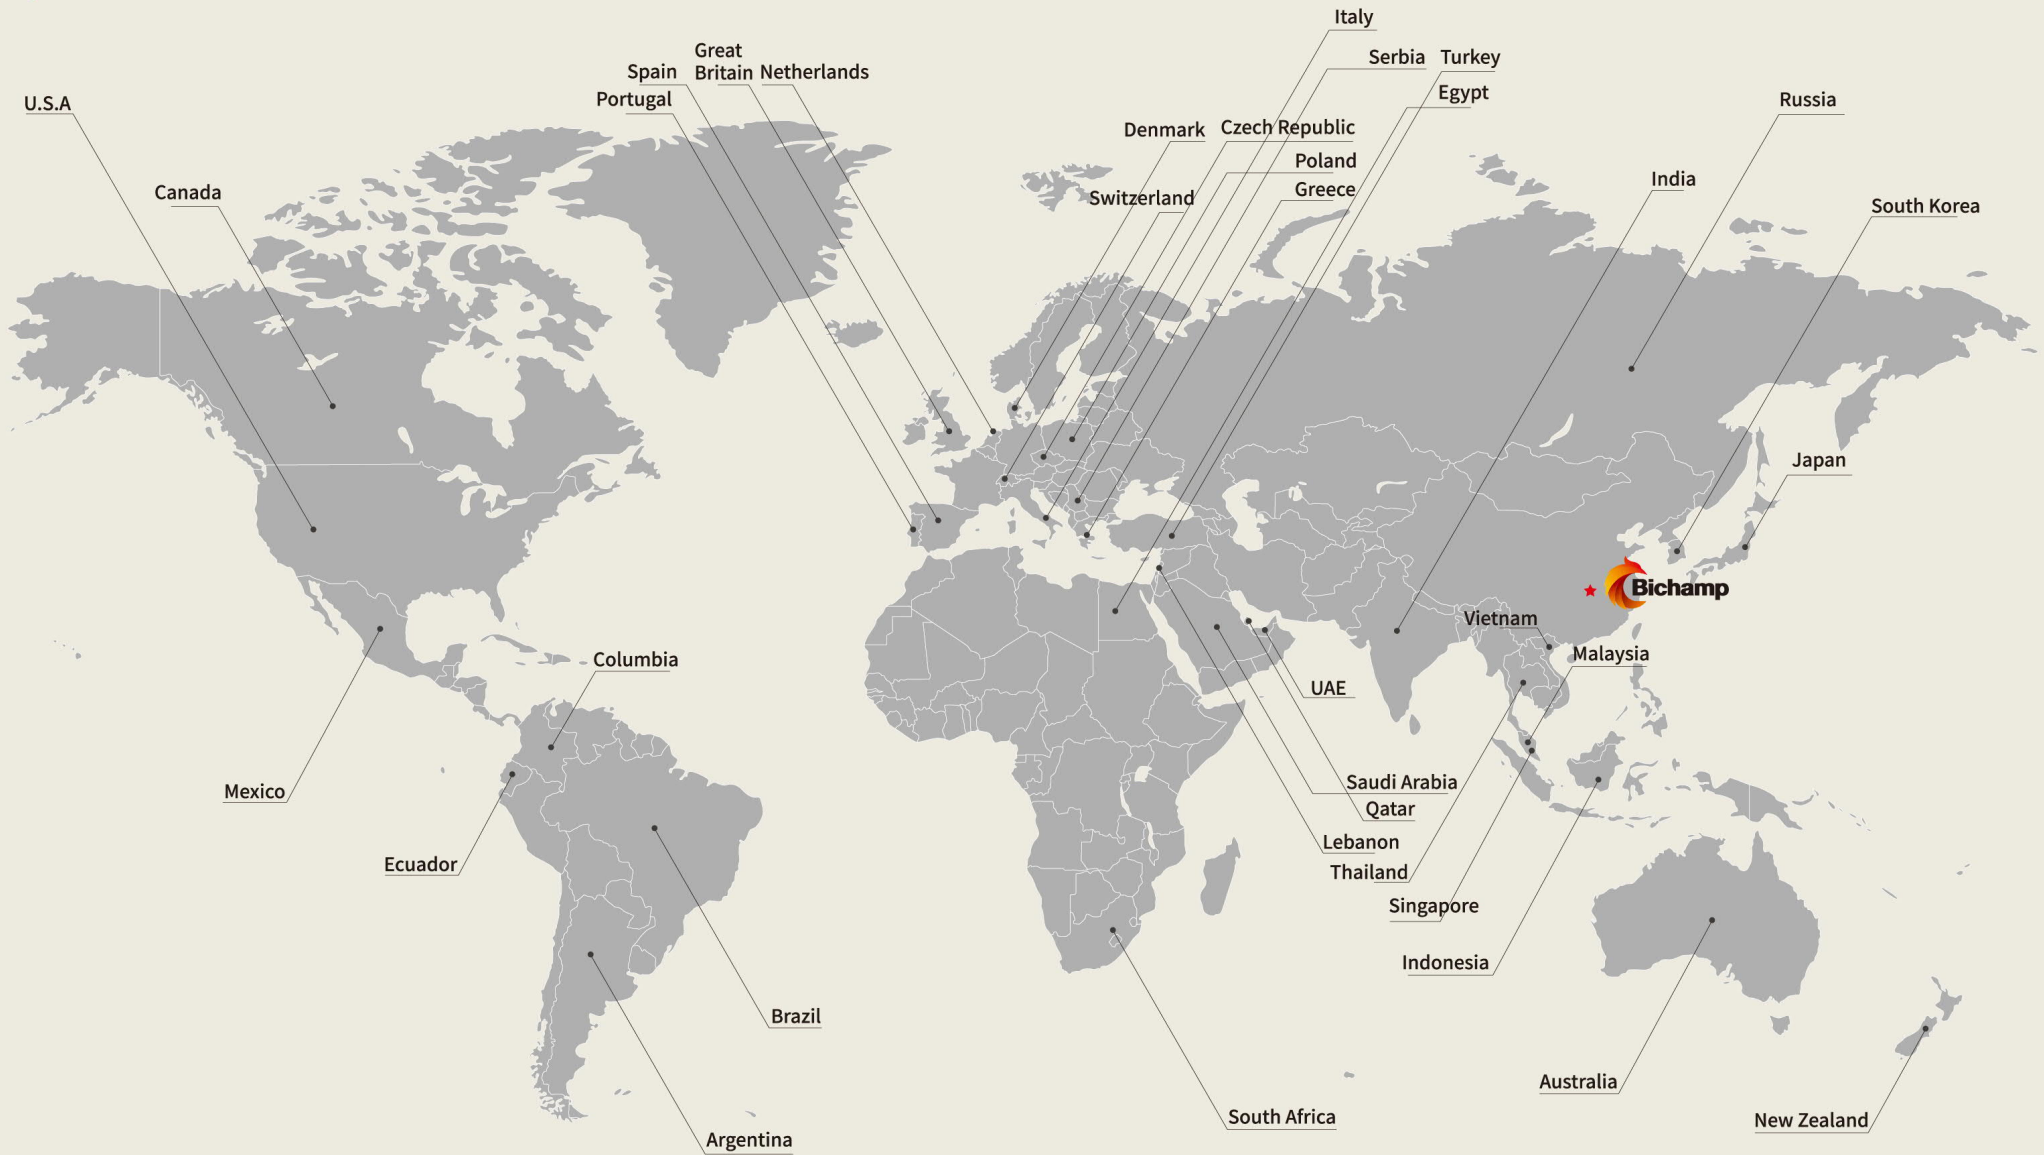 Italy
Great
Britain
Serbia
Turkey
Spain
Netherlands
Portugal
Egypt
U.S.A
Russia
Denmark
Czech Republic
Poland
India
Canada
Switzerland
Greece
South Korea
Japan
Bichamp
Vietnam
Malaysia
Columbia
UAE
Mexico
Saudi Arabia
Qatar
Lebanon
Ecuador
Thailand
Singapore
Indonesia
Brazil
Australia
South Africa
New Zealand
Argentina